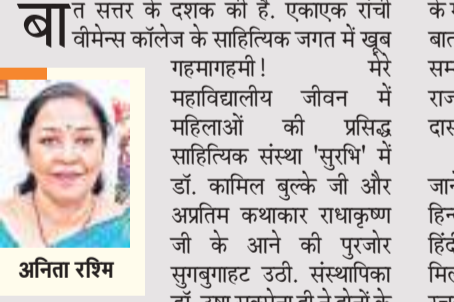 बात सत्तर के दशक की है. एकाएक रांची
वीमेन्स कॉलेज के साहित्यिक जगत में खूब
गहमागहमी! मेरे
महाविद्यालीय जीवन में
महिलाओं की प्रसिद्ध
साहित्यिक संस्था 'सुरभि' में
डॉ. कामिल बुल्के जी और
अप्रतिम कथाकार राधाकृष्ण
जी के आने की पुरजोर
सुगबुगाहट उठी. संस्थापिका
अनिता रश्मि
के
बात
सम
राज
दास
जान
हिन
हिंद
मिल